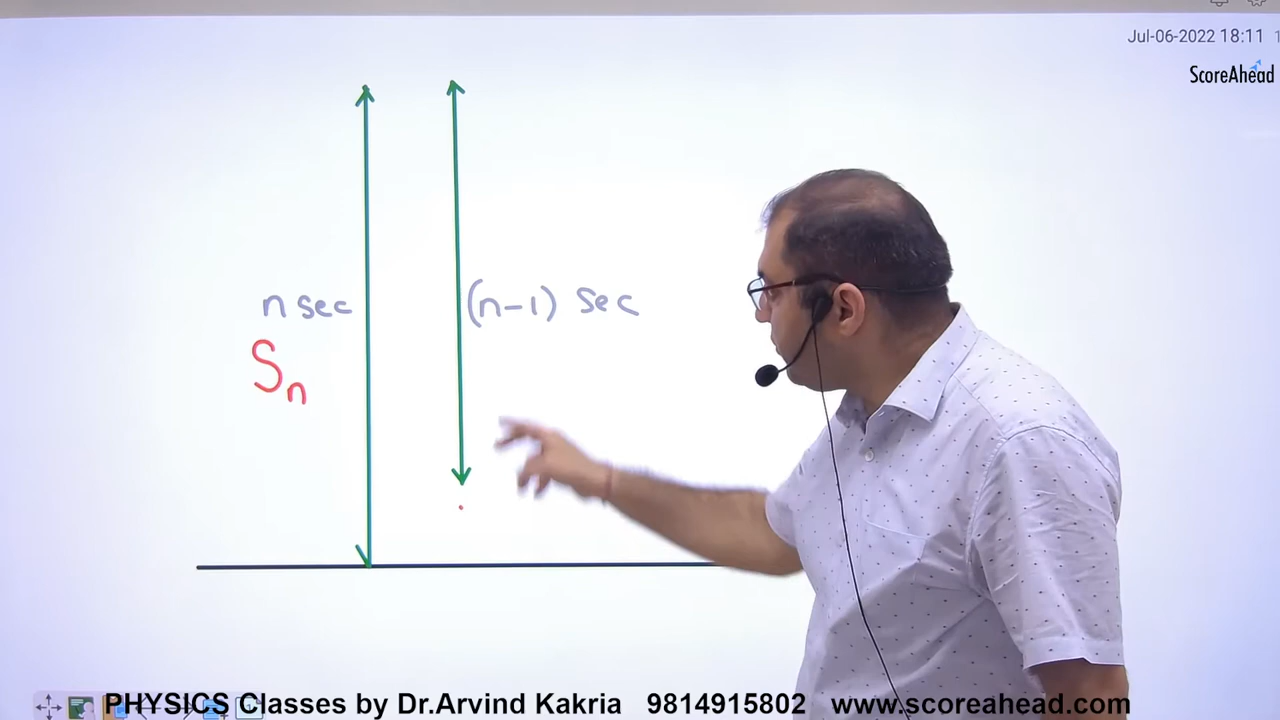 Jul-06-2022 18:11
ScoreAhead
n sec
(n-1) sec
Sn
PHYSICS Classes by Dr.Arvind Kakria 9814915802 www.scoreahead.com